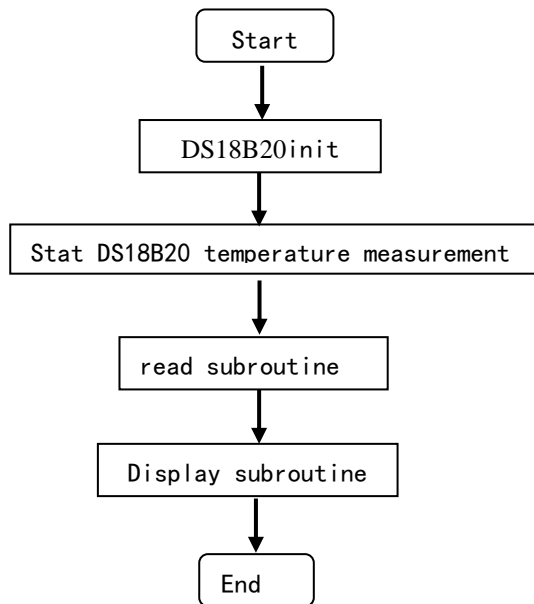 Start
DS18B20init
Stat DS18B20 temperature measurement
read subroutine
Display subroutine
End